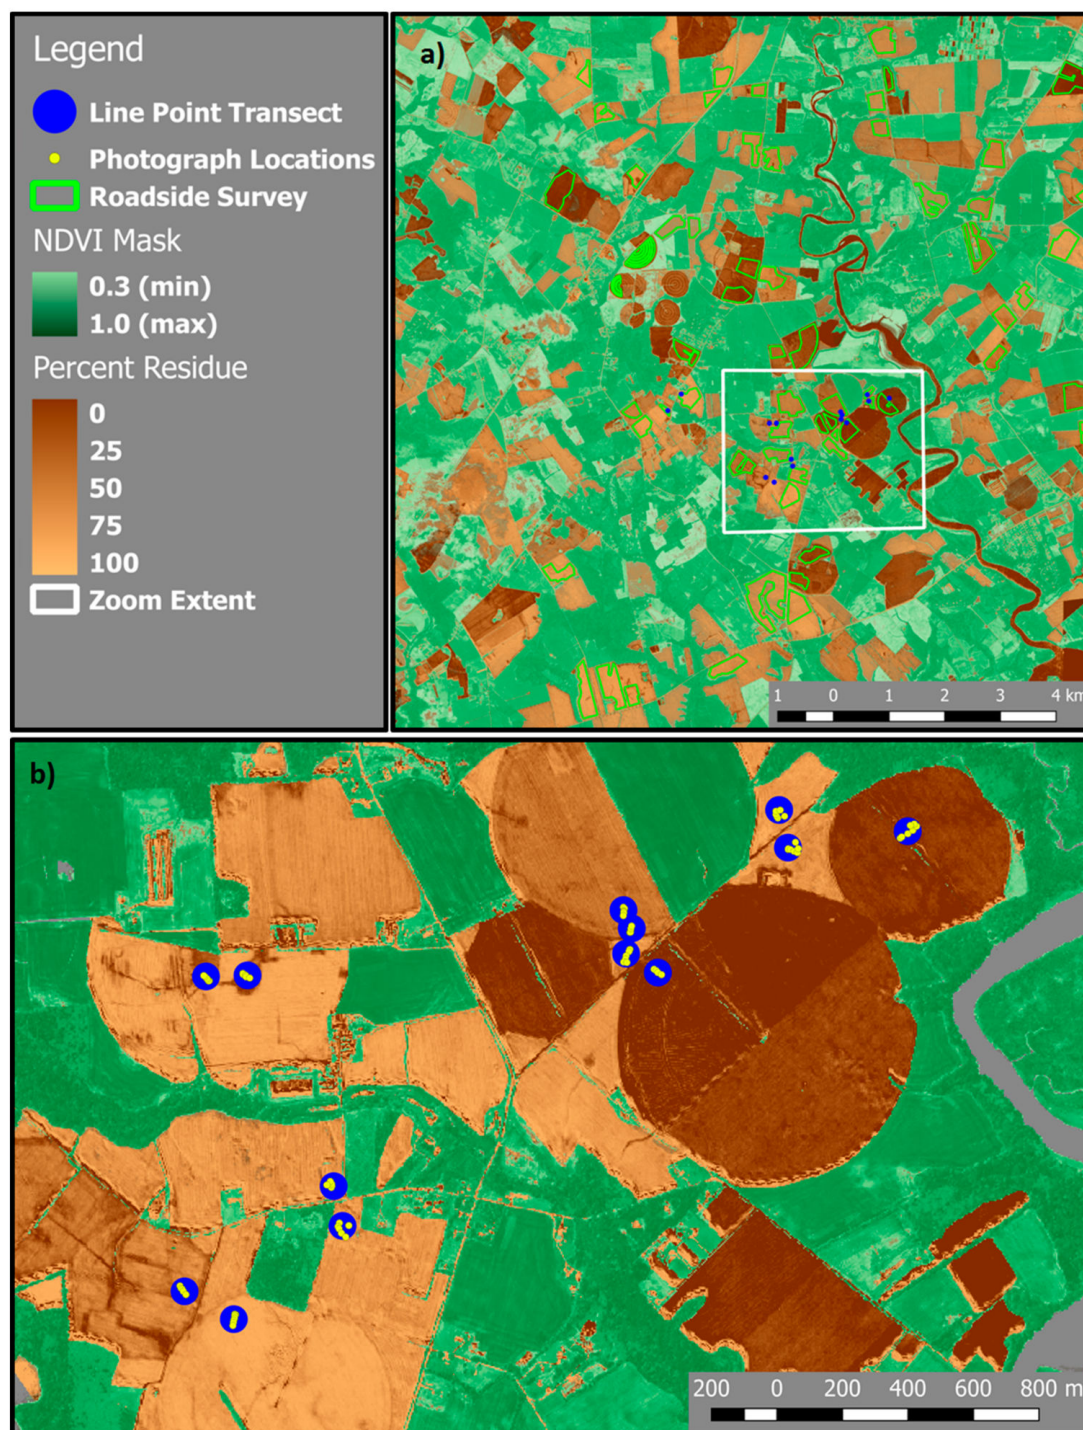 Legend
Line Point Transect
Photograph Locations
Roadside Survey
NDVI Mask
0.3 (min)
1.0 (max)
Percent Residue
0
25
50
75
100
Zoom Extent
a)
1 0 1 2 3 4 km
b)
200 0 200 400 600 800 m